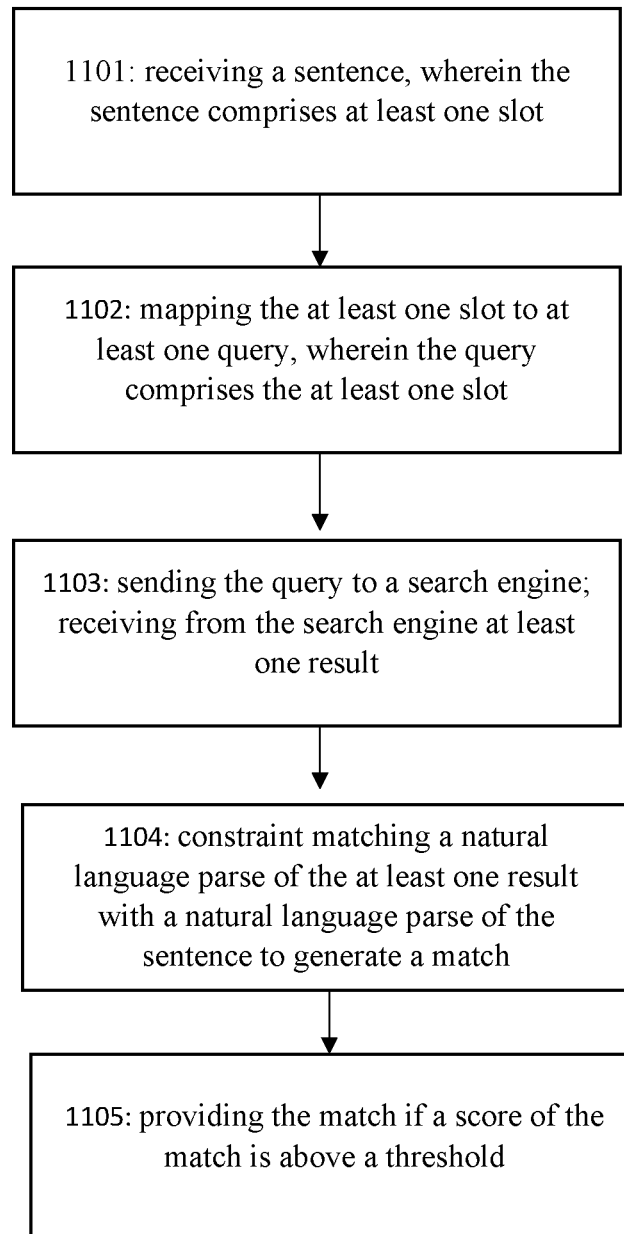 1101: receiving a sentence, wherein the
sentence comprises at least one slot
1102: mapping the at least one slot to at
least one query, wherein the query
comprises the at least one slot
1103: sending the query to a search engine;
receiving from the search engine at least
one result
1104: constraint matching a natural
language parse of the at least one result
with a natural language parse of the
sentence to generate a match
1105: providing the match if a score of the
match is above a threshold